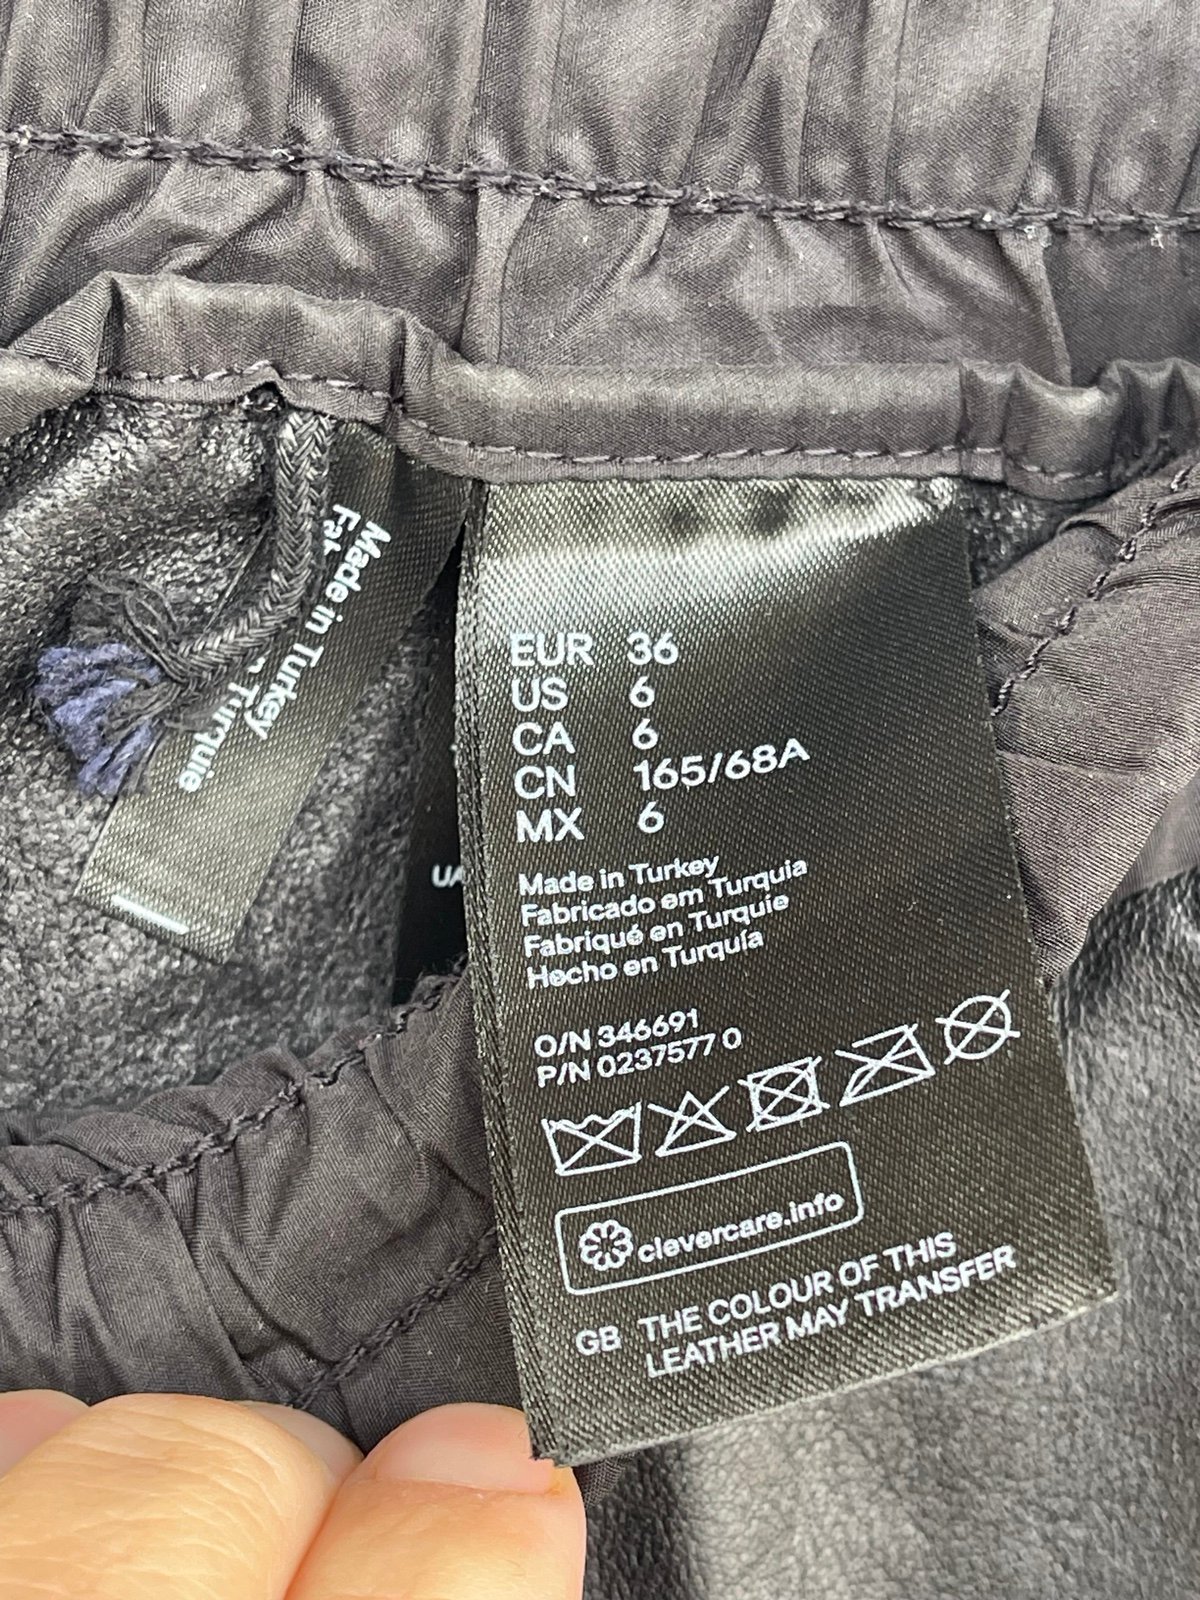 Made in Turkey
Turquie
UA
EUR 36
US 6
CA 6
CN 165/68A
MX 6
Made in Turkey
Fabricado em Turquia
Fabriqué en Turquie
Hecho en Turquía
O/N 346691
P/N 0237577 0
clevercare.info
GB THE COLOUR OF THIS
LEATHER MAY TRANSFER